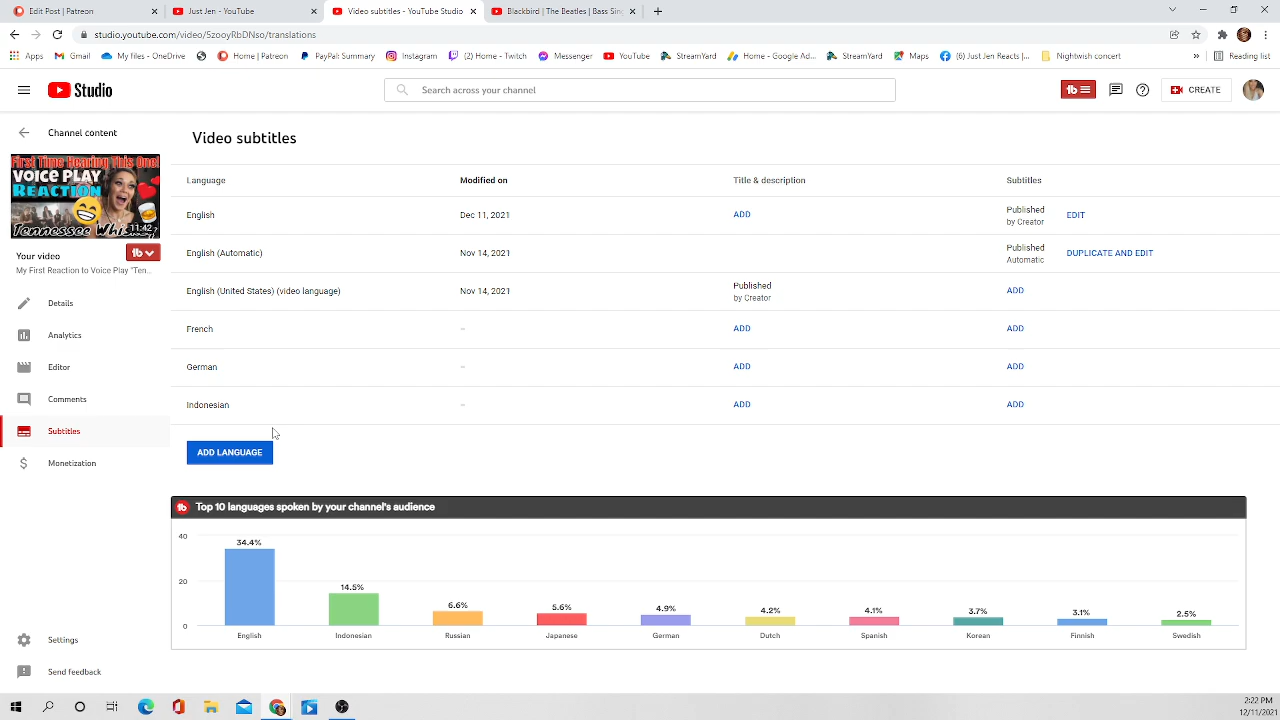 Edit Post | Patreon
Just Jen - YouTube
Video subtitles - YouTube Studio
Blackbird | The Beatles | Bass Sing
studio.youtube.com/video/SzooyRbDNso/translations
Apps
Gmail
My files - OneDrive
Home | Patreon
PayPal: Summary
Instagram
(2) Home - Twitch
Messenger
YouTube
StreamYard
Home - Google Ad...
StreamYard
Maps
(Just Jen Reacts |...
Nightwish concert
»
Reading list
Studio
Search across your channel
tb
CREATE
Channel content
Video subtitles
First Time Hearing This One!
VOICE PLAY
REACTION
Tennessee
11:42
Language
Modified on
Title & description
Subtitles
English
Dec 11, 2021
ADD
Published
by Creator
EDIT
Your video
tb
My First Reaction to Voice Play "Ten...
English (Automatic)
Nov 14, 2021
Published
Automatic
DUPLICATE AND EDIT
English (United States) (video language)
Nov 14, 2021
Published
by Creator
ADD
Details
French
–
ADD
ADD
Analytics
German
–
ADD
ADD
Editor
Indonesian
–
ADD
ADD
Comments
Subtitles
ADD LANGUAGE
Monetization
tb
Top 10 languages spoken by your channel's audience
40
20
0
34.4%
14.5%
6.6%
5.6%
4.9%
4.2%
4.1%
3.7%
3.1%
2.5%
English
Indonesian
Russian
Japanese
German
Dutch
Spanish
Korean
Finnish
Swedish
Settings
Send feedback
2:22 PM
12/11/2021